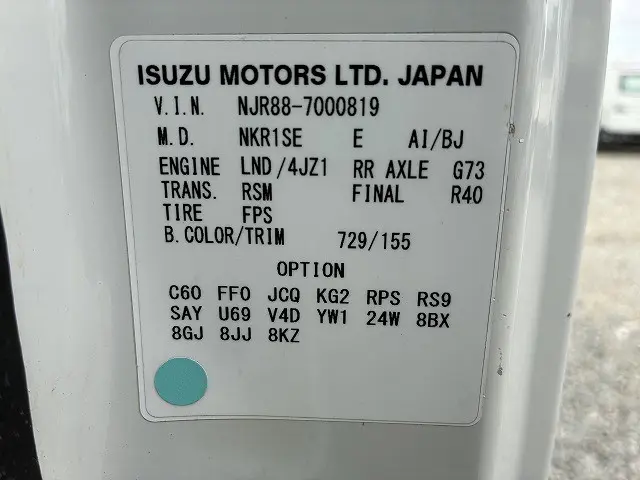 ISUZU MOTORS LTD. JAPAN
V.I.N. NJR88-7000819
M.D. NKR1SE E AI/BJ
ENGINE LND/4JZ1 RR AXLE G73
TRANS. RSM FINAL R40
TIRE FPS
B.COLOR/TRIM 729/155
OPTION
C60 FF0 JCQ KG2 RPS RS9
SAY U69 V4D YW1 24W 8BX
8GJ 8JJ 8KZ